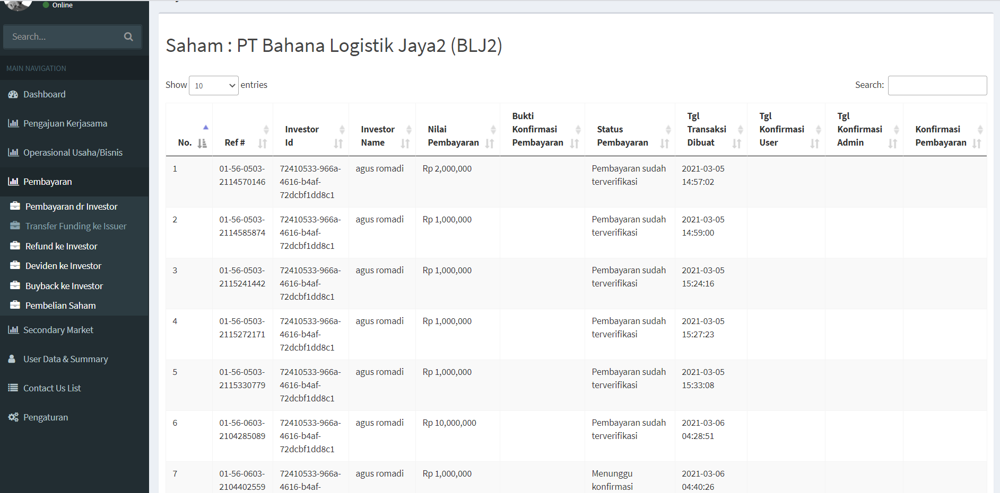 Online
Search...
MAIN NAVIGATION
Dashboard
Pengajuan Kerjasama
Operasional Usaha/Bisnis
Pembayaran
Pembayaran dr Investor
Transfer Funding ke Issuer
Refund ke Investor
Deviden ke Investor
Buyback ke Investor
Pembelian Saham
Secondary Market
User Data & Summary
Contact Us List
Pengaturan
Saham : PT Bahana Logistik Jaya2 (BLJ2)
Show 10 entries
Search:
No.
Ref #
Investor
Id
Investor
Name
Nilai
Pembayaran
Bukti
Konfirmasi
Pembayaran
Status
Pembayaran
Tgl
Transaksi
Dibuat
Tgl
Konfirmasi
User
Tgl
Konfirmasi
Admin
Konfirmasi
Pembayaran
1
01-56-0503-
2114570146
72410533-966a-
4616-b4af-
72dcbf1dd8c1
agus romadi
Rp 2,000,000
Pembayaran sudah
terverifikasi
2021-03-05
14:57:02
2
01-56-0503-
2114585874
72410533-966a-
4616-b4af-
72dcbf1dd8c1
agus romadi
Rp 1,000,000
Pembayaran sudah
terverifikasi
2021-03-05
14:59:00
3
01-56-0503-
2115241442
72410533-966a-
4616-b4af-
72dcbf1dd8c1
agus romadi
Rp 1,000,000
Pembayaran sudah
terverifikasi
2021-03-05
15:24:16
4
01-56-0503-
2115272171
72410533-966a-
4616-b4af-
72dcbf1dd8c1
agus romadi
Rp 1,000,000
Pembayaran sudah
terverifikasi
2021-03-05
15:27:23
5
01-56-0503-
2115330779
72410533-966a-
4616-b4af-
72dcbf1dd8c1
agus romadi
Rp 1,000,000
Pembayaran sudah
terverifikasi
2021-03-05
15:33:08
6
01-56-0603-
2104285089
72410533-966a-
4616-b4af-
72dcbf1dd8c1
agus romadi
Rp 10,000,000
Pembayaran sudah
terverifikasi
2021-03-06
04:28:51
7
01-56-0603-
2104402559
72410533-966a-
4616-b4af-
agus romadi
Rp 1,000,000
Menunggu
konfirmasi
2021-03-06
04:40:26